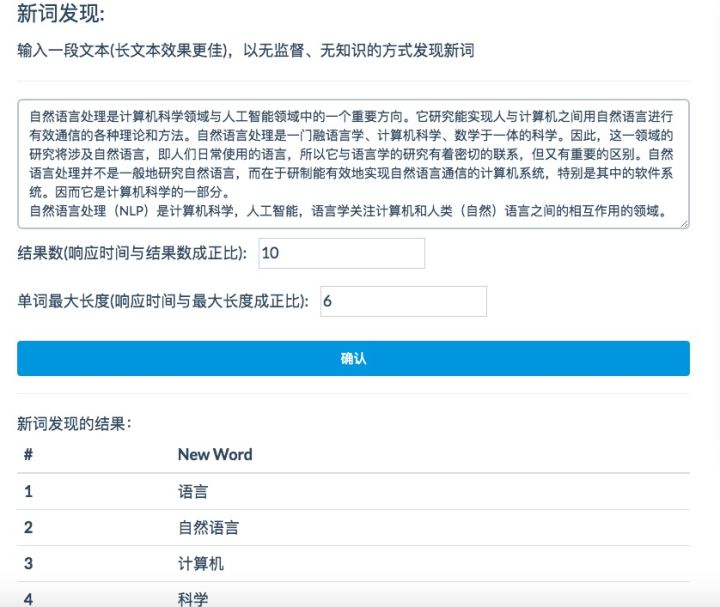 新词发现:
输入一段文本(长文本效果更佳)，以无监督、无知识的方式发现新词
自然语言处理是计算机科学领域与人工智能领域中的一个重要方向。它研究能实现人与计算机之间用自然语言进行
有效通信的各种理论和方法。自然语言处理是一门融语言学、计算机科学、数学于一体的科学。因此，这一领域的
研究将涉及自然语言，即人们日常使用的语言，所以它与语言学的研究有着密切的联系，但又有重要的区别。自然
语言处理并不是一般地研究自然语言，而在于研制能有效地实现自然语言通信的计算机系统，特别是其中的软件系
统。因而它是计算机科学的一部分。
自然语言处理（NLP）是计算机科学，人工智能，语言学关注计算机和人类（自然）语言之间的相互作用的领域。
结果数(响应时间与结果数成正比): 10
单词最大长度(响应时间与最大长度成正比): 6
确认
新词发现的结果：
# New Word
1 语言
2 自然语言
3 计算机
4 科学